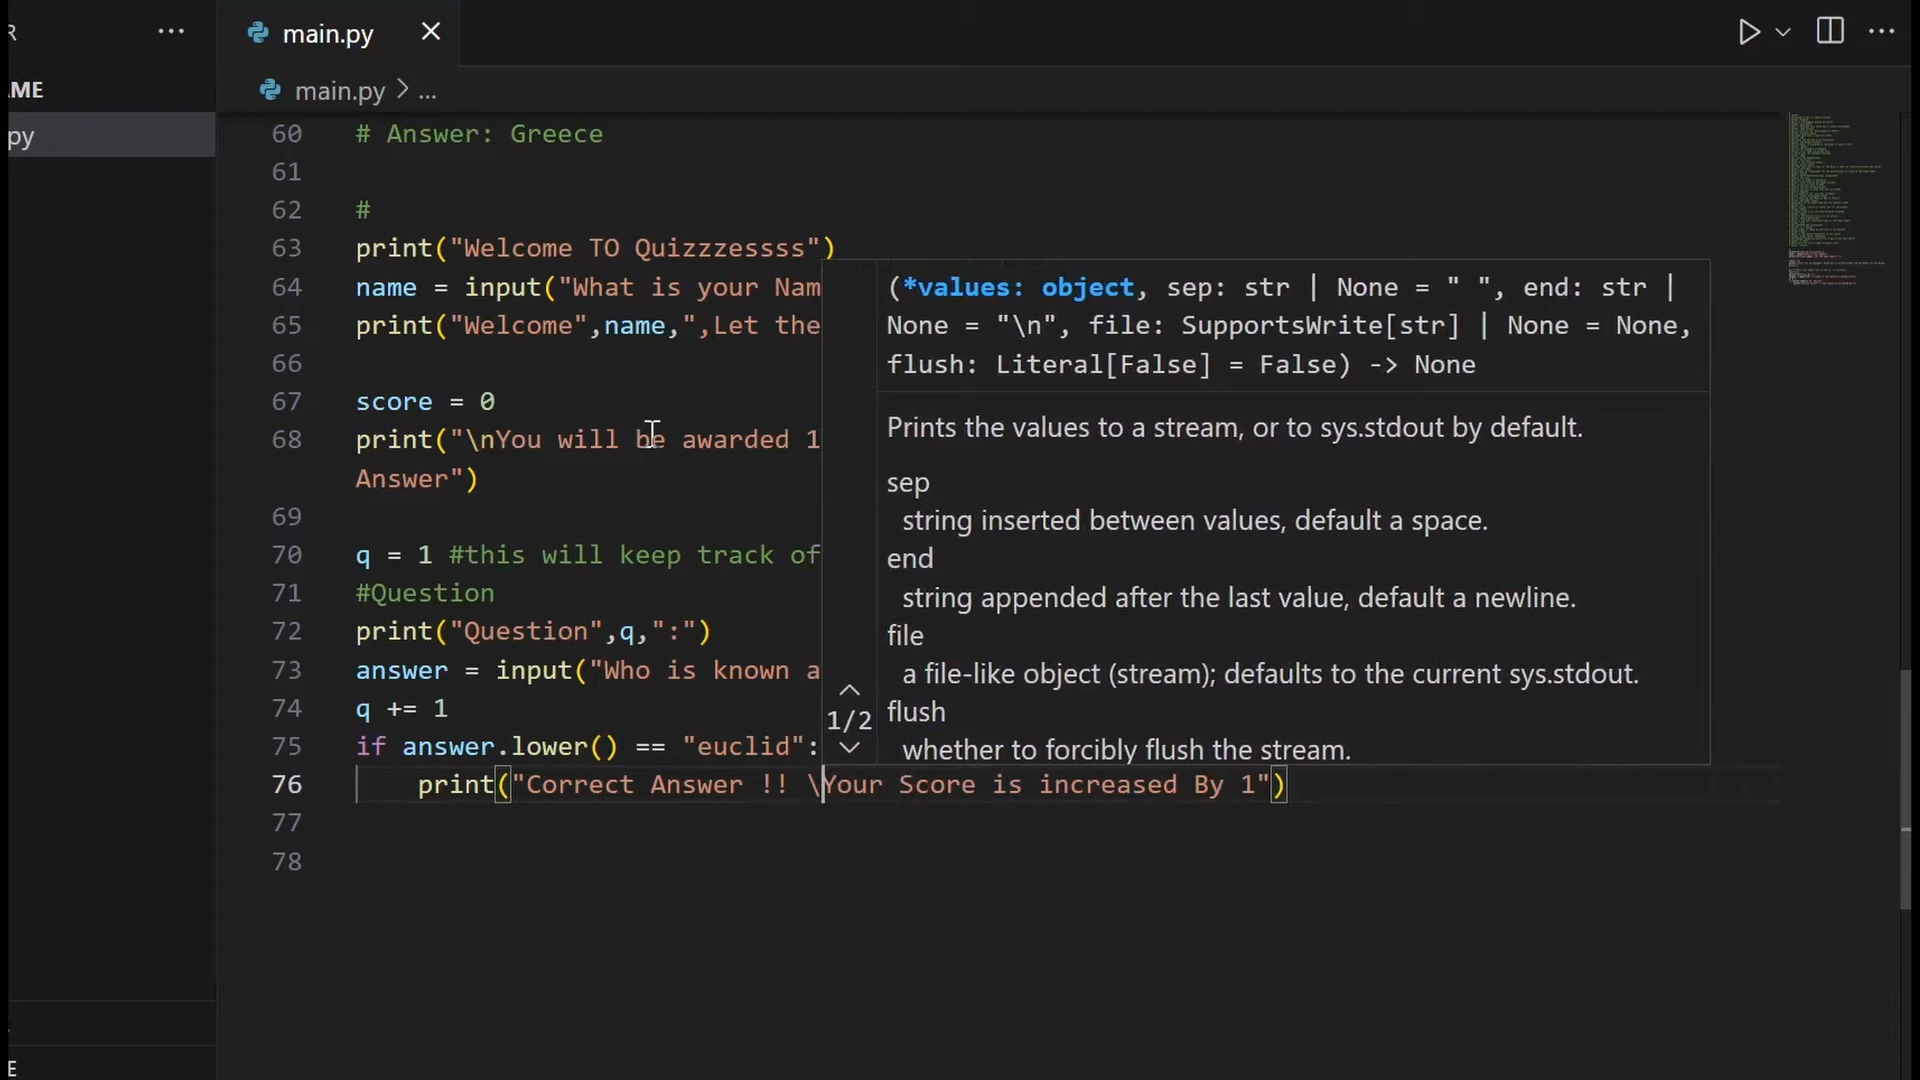 R ... main.py
AME
main.py > ...
py
60 # Answer: Greece
61
62 #
63 print("Welcome TO Quizzzessss")
64 name = input("What is your Nam
65 print("Welcome",name,",Let the
66
67 score = 0
68 print("\nYou will be awarded 1
Answer")
69
70 q = 1 #this will keep track of
71 #Question
72 print("Question",q,":")
73 answer = input("Who is known a
74 q += 1
75 if answer.lower() == "euclid":
76 print("Correct Answer !! \Your Score is increased By 1")
77
78
(*values: object, sep: str | None = " ", end: str |
None = "\n", file: SupportsWrite[str] | None = None,
flush: Literal[False] = False) -> None
Prints the values to a stream, or to sys.stdout by default.
sep
string inserted between values, default a space.
end
string appended after the last value, default a newline.
file
a file-like object (stream); defaults to the current sys.stdout.
flush
whether to forcibly flush the stream.
1/2
E